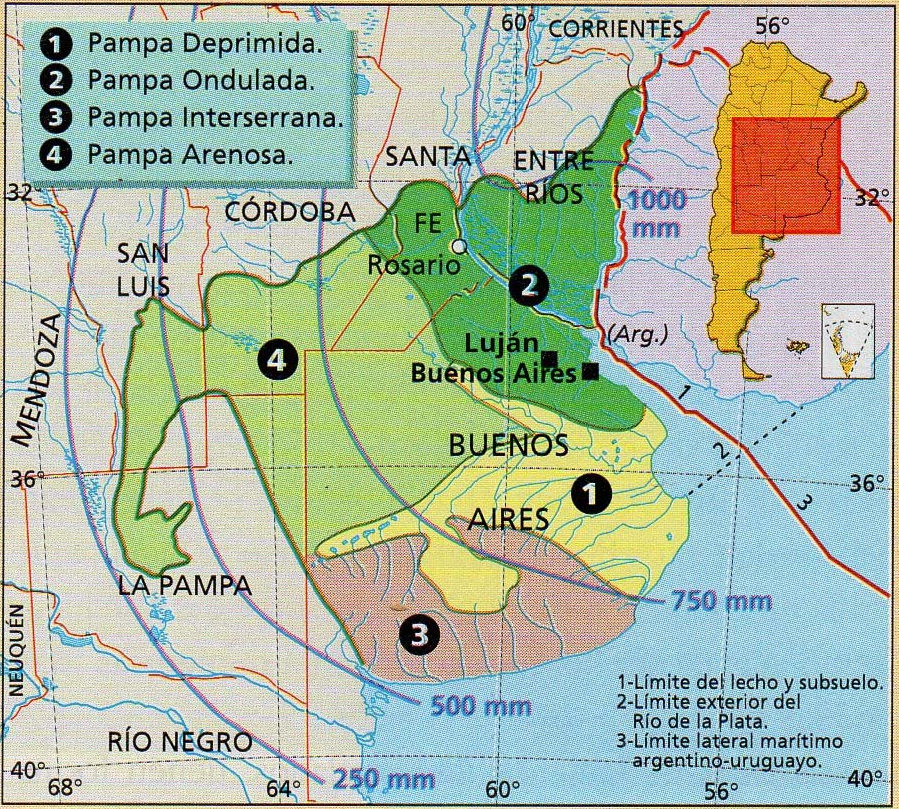 1 Pampa Deprimida.
2 Pampa Ondulada.
3 Pampa Interserrana.
4 Pampa Arenosa.
60°
CORRIENTES
56°
SANTA
ENTRE
RÍOS
32°
1000
mm
32°
CÓRDOBA
FE
SAN
LUIS
Rosario
2
MENDOZA
(Arg.)
Luján
4
Buenos Aires
1
BUENOS
2
36°
1
36°
3
AIRES
LA PAMPA
750 mm
NEUQUÉN
3
500 mm
1-Límite del lecho y subsuelo.
2-Límite exterior del
Río de la Plata.
3-Límite lateral marítimo
argentino-uruguayo.
RÍO NEGRO
250 mm
40°
68°
64°
60°
56°
40°